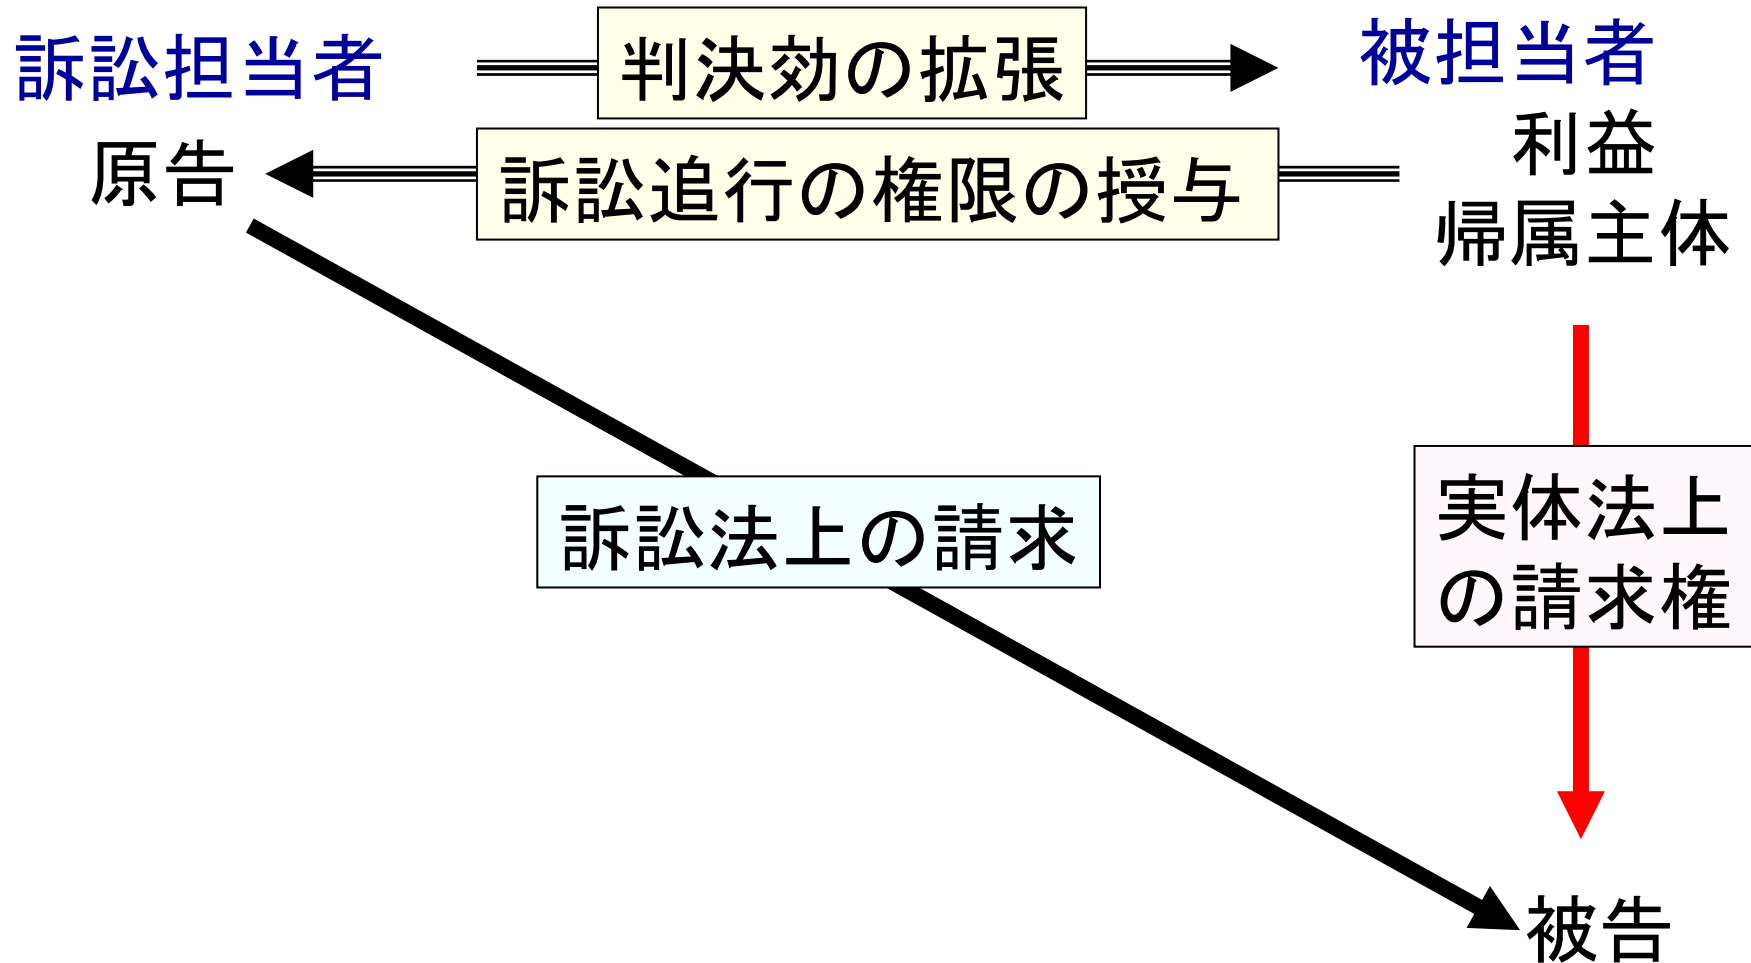 訴訟担当者
判決効の拡張
被担当者
原告
訴訟追行の権限の授与
利益
帰属主体
訴訟法上の請求
実体法上
の請求権
被告